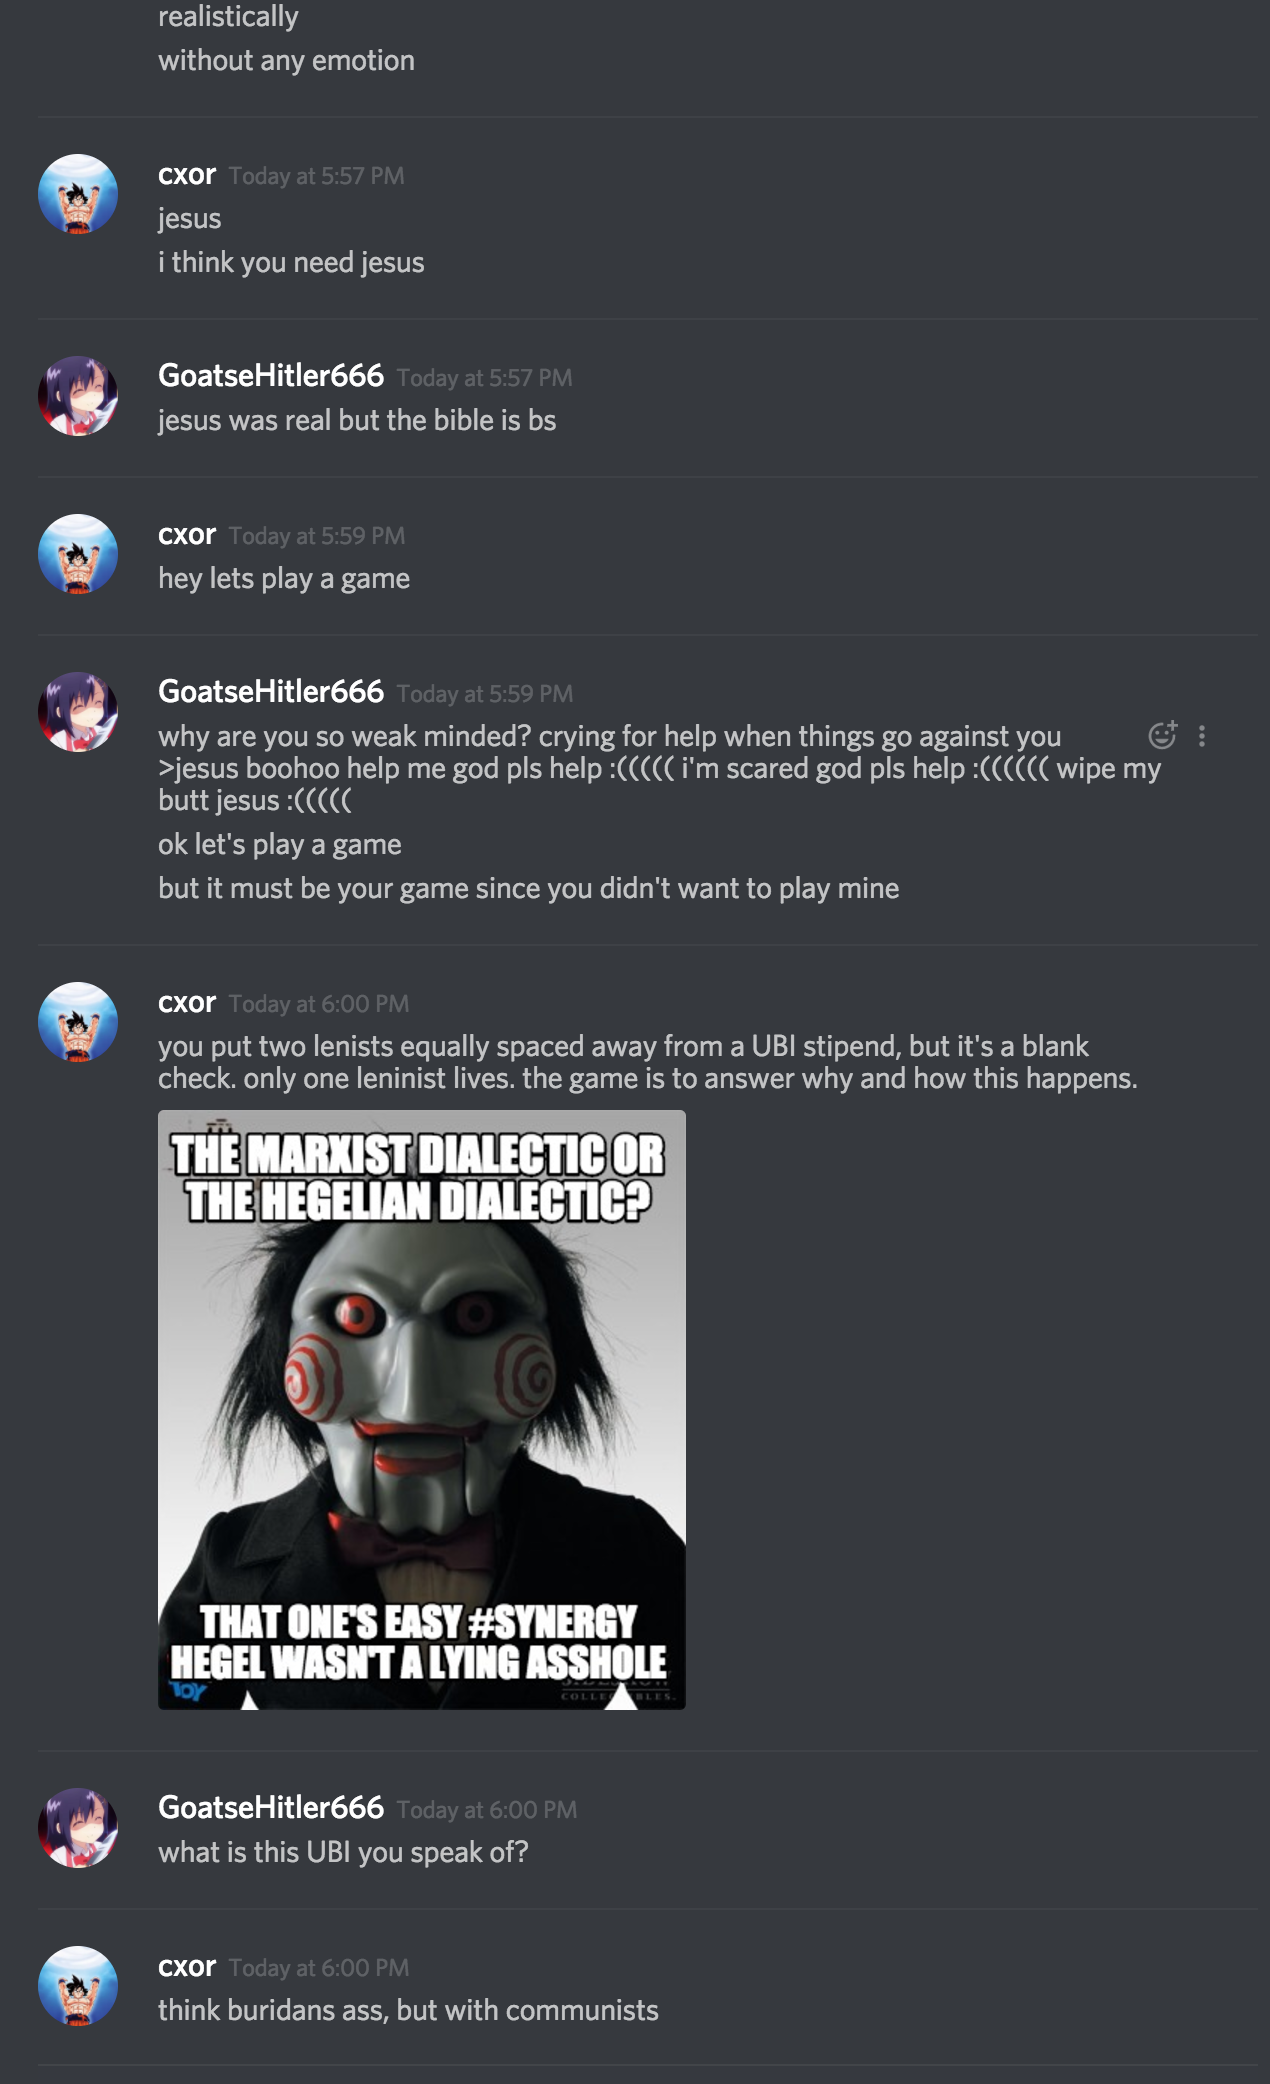 realistically
without any emotion
cxor Today at 5:57 PM
jesus
i think you need jesus
GoatseHitler666 Today at 5:57 PM
jesus was real but the bible is bs
cxor Today at 5:59 PM
hey lets play a game
GoatseHitler666 Today at 5:59 PM
why are you so weak minded? crying for help when things go against you
>jesus boohoo help me god pls help :((((( i'm scared god pls help :(((((( wipe my
butt jesus :(((((
ok let's play a game
but it must be your game since you didn't want to play mine
cxor Today at 6:00 PM
you put two lenists equally spaced away from a UBI stipend, but it's a blank
check. only one leninist lives. the game is to answer why and how this happens.
THE MARXIST DIALECTIC OR
THE HEGELIAN DIALECTIC?
THAT ONE'S EASY #SYNERGY
HEGEL WASN'T A LYING ASSHOLE
TOY
GoatseHitler666 Today at 6:00 PM
what is this UBI you speak of?
cxor Today at 6:00 PM
think buridans ass, but with communists